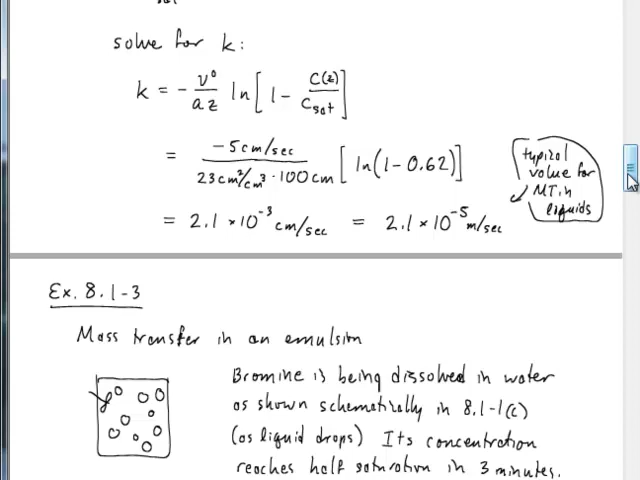 solve for k:
k = - v⁰/az ln[1 - C(z)/Csat]
= -5 cm/sec / 23 cm²/cm³ · 100 cm [ln(1 - 0.62)]
= 2.1 × 10⁻³ cm/sec = 2.1 × 10⁻⁵ m/sec
typical
value for
MT in
liquids
Ex. 8.1-3
Mass transfer in an emulsion
Bromine is being dissolved in water
as shown schematically in 8.1-1(c)
(as liquid drops) Its concentration
reaches half saturation in 3 minutes.